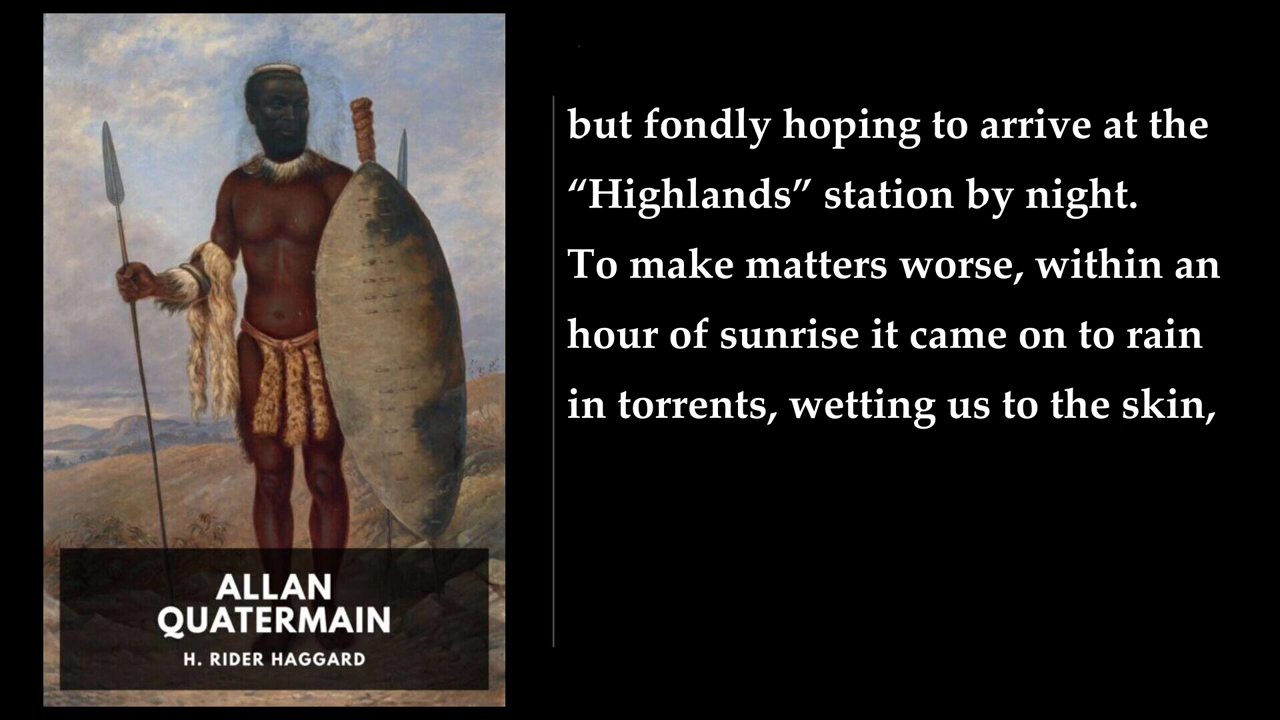 ALLAN
QUATERMAIN
H. RIDER HAGGARD
but fondly hoping to arrive at the
“Highlands” station by night.
To make matters worse, within an
hour of sunrise it came on to rain
in torrents, wetting us to the skin,